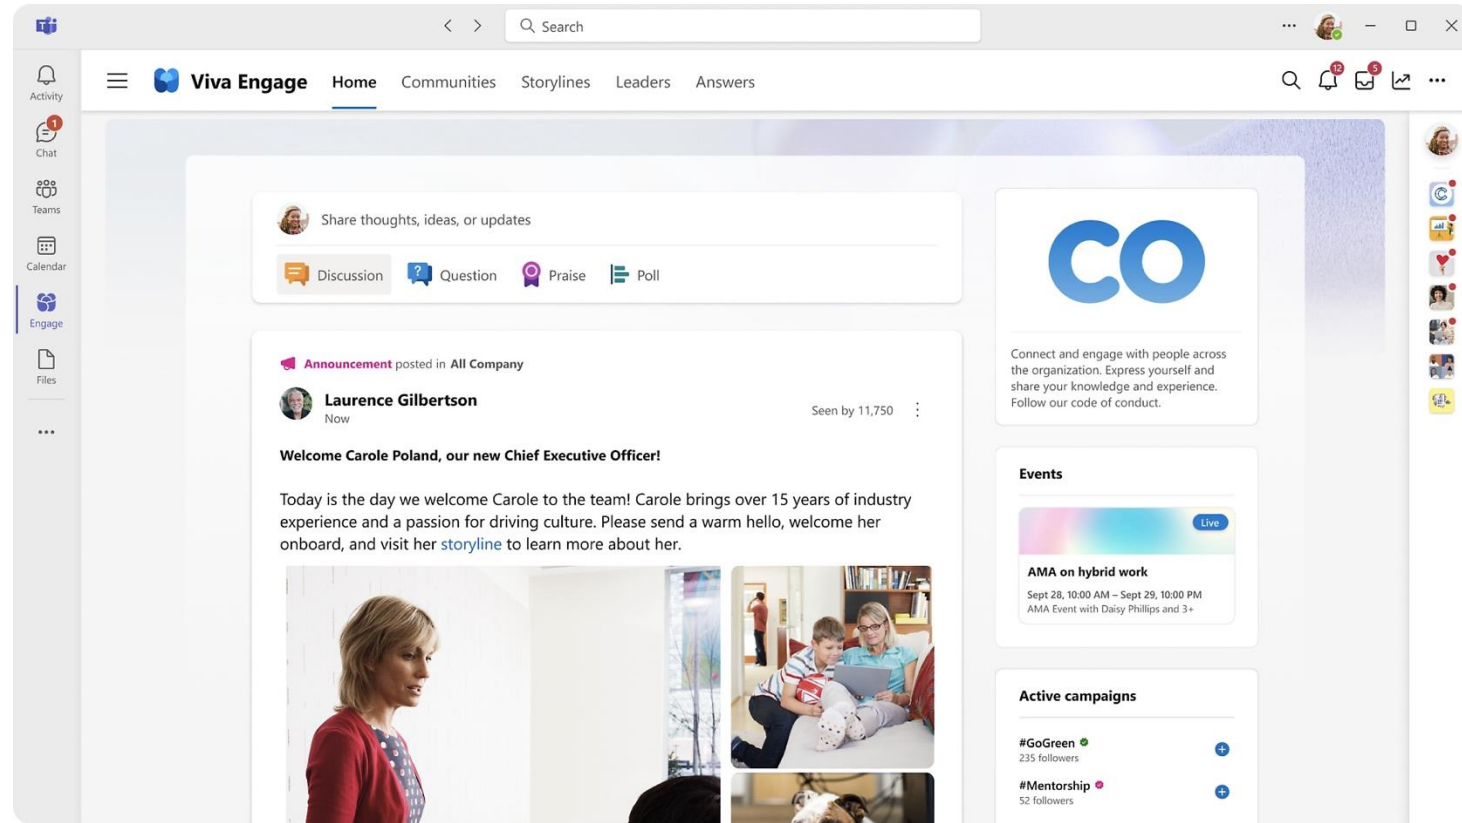 Search
Activity
1
Chat
Teams
Calendar
Engage
Files
Viva Engage
Home
Communities
Storylines
Leaders
Answers
12
5
Share thoughts, ideas, or updates
Discussion
?
Question
Praise
Poll
Announcement posted in All Company
Laurence Gilbertson
Now
Seen by 11,750
Welcome Carole Poland, our new Chief Executive Officer!
Today is the day we welcome Carole to the team! Carole brings over 15 years of industry
experience and a passion for driving culture. Please send a warm hello, welcome her
onboard, and visit her storyline to learn more about her.
CO
Connect and engage with people across
the organization. Express yourself and
share your knowledge and experience.
Follow our code of conduct.
Events
Live
AMA on hybrid work
Sept 28, 10:00 AM – Sept 29, 10:00 PM
AMA Event with Daisy Phillips and 3+
Active campaigns
#GoGreen
235 followers
#Mentorship
52 followers